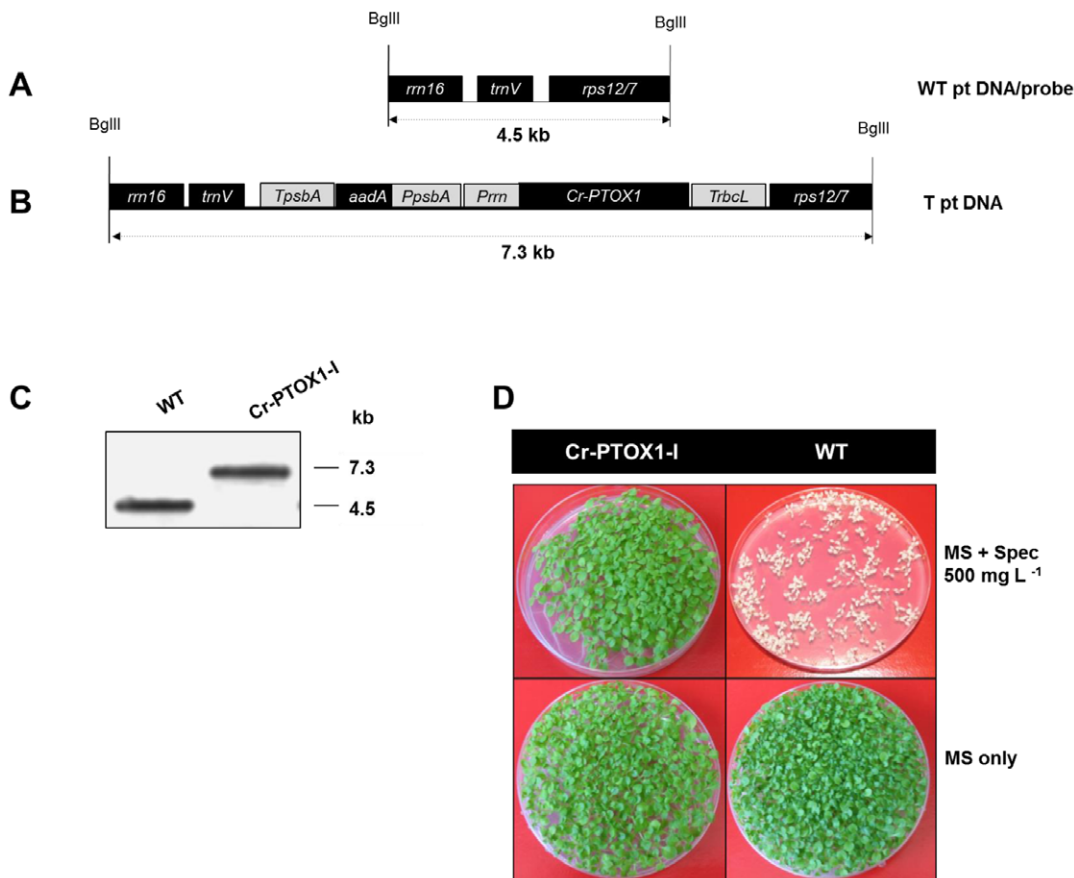 BglII
BglII
A
rrn16
trnV
rps12/7
WT pt DNA/probe
4.5 kb
BglII
BglII
B
rrn16
trnV
TpsbA
aadA
PpsbA
Prrn
Cr-PTOX1
TrbcL
rps12/7
T pt DNA
7.3 kb
C
WT
Cr-PTOX1-I
kb
7.3
4.5
D
Cr-PTOX1-I
WT
MS + Spec
500 mg L -1
MS only